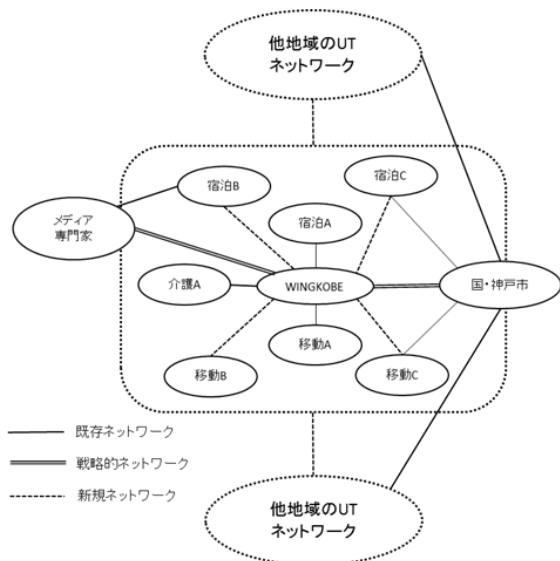 他地域のUT
ネットワーク
宿泊B
宿泊C
メディア
専門家
宿泊A
介護A
WINGKOBE
国・神戸市
移動A
移動B
移動C
既存ネットワーク
戦略的ネットワーク
新規ネットワーク
他地域のUT
ネットワーク